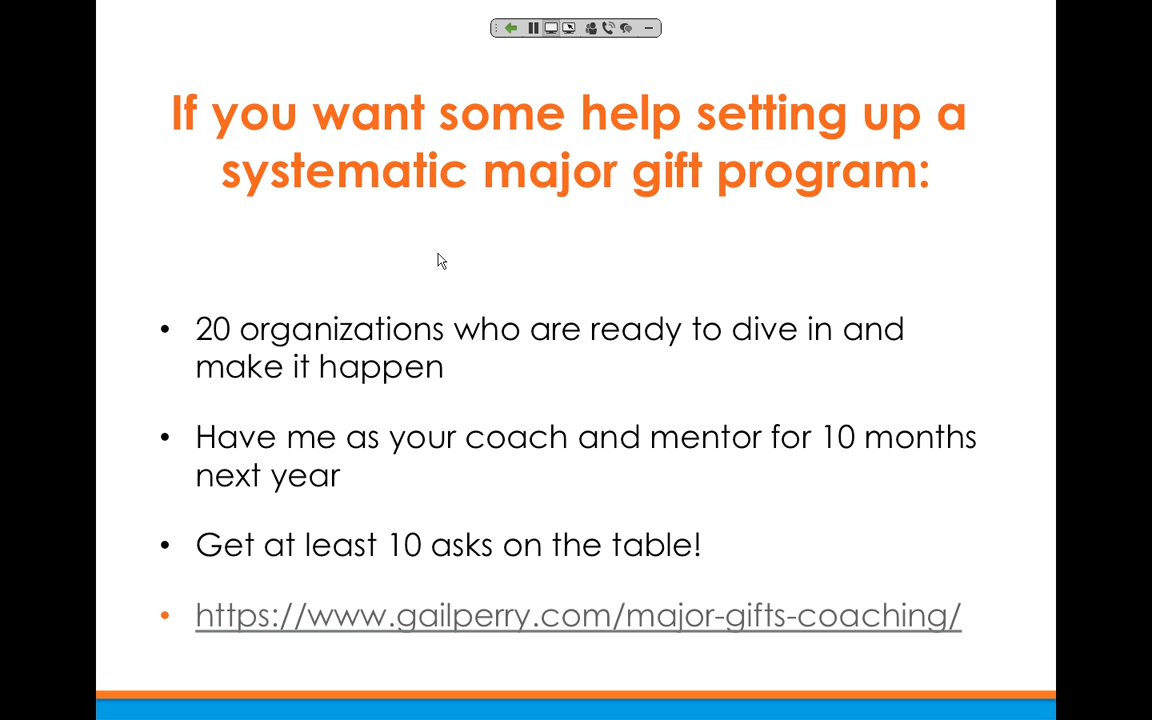 If you want some help setting up a
systematic major gift program:
• 20 organizations who are ready to dive in and
make it happen
• Have me as your coach and mentor for 10 months
next year
• Get at least 10 asks on the table!
• https://www.gailperry.com/major-gifts-coaching/